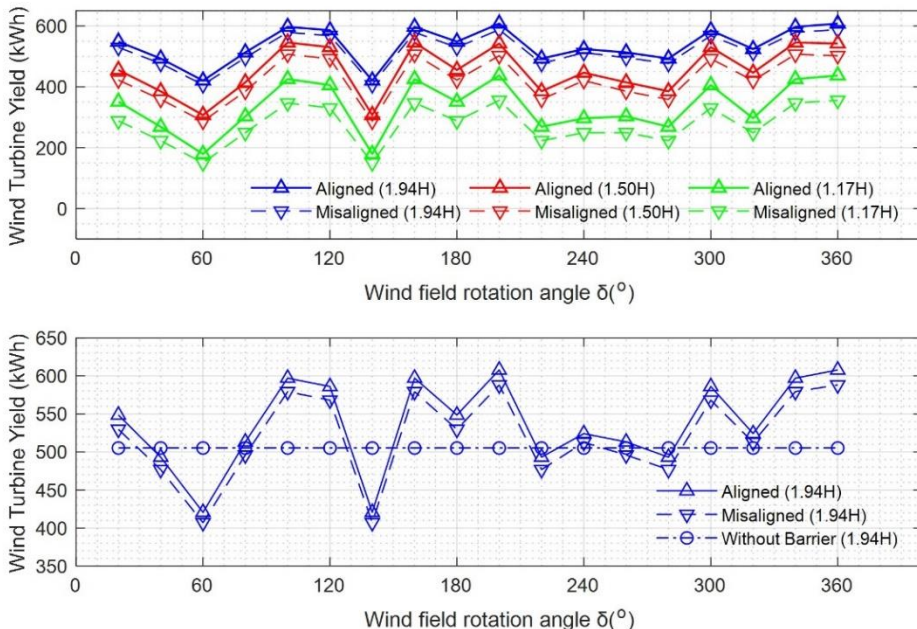 Wind Turbine Yield (kWh)
600
400
200
0
Aligned (1.94H) Aligned (1.50H) Aligned (1.17H)
Misaligned (1.94H) Misaligned (1.50H) Misaligned (1.17H)
0 60 120 180 240 300 360
Wind field rotation angle δ(°)
Wind Turbine Yield (kWh)
650
600
550
500
450
400
350
Aligned (1.94H)
Misaligned (1.94H)
Without Barrier (1.94H)
0 60 120 180 240 300 360
Wind field rotation angle δ(°)